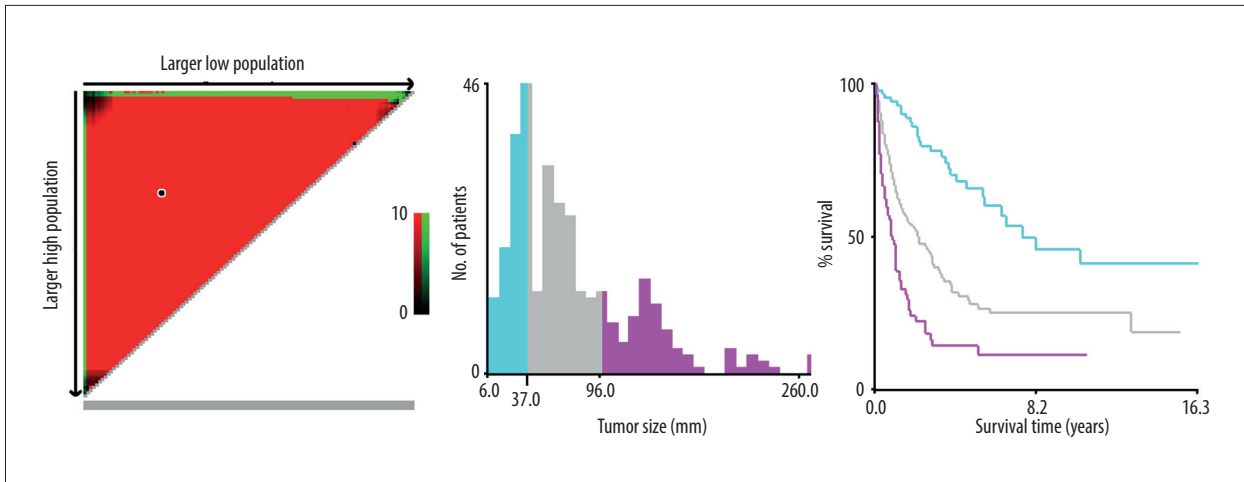 Larger low population
Larger high population
10
0
No. of patients
46
0
6.0
37.0
96.0
260.0
Tumor size (mm)
% survival
100
50
0
0.0
8.2
16.3
Survival time (years)